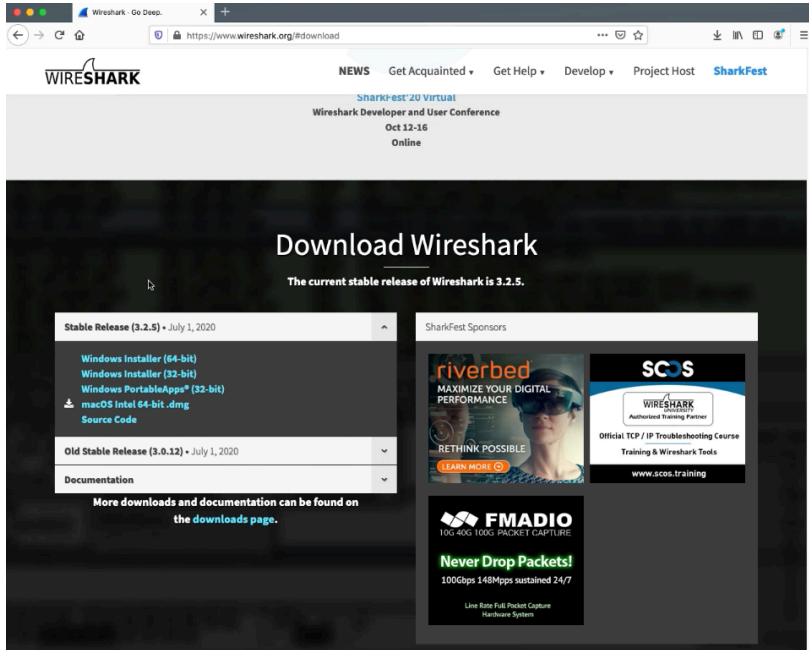 Wireshark · Go Deep.
https://www.wireshark.org/#download
WIRESHARK
NEWS Get Acquainted ▾ Get Help ▾ Develop ▾ Project Host SharkFest
SharkFest'20 Virtual
Wireshark Developer and User Conference
Oct 12-16
Online
Download Wireshark
The current stable release of Wireshark is 3.2.5.
Stable Release (3.2.5) • July 1, 2020
Windows Installer (64-bit)
Windows Installer (32-bit)
Windows PortableApps® (32-bit)
macOS Intel 64-bit .dmg
Source Code
Old Stable Release (3.0.12) • July 1, 2020
Documentation
More downloads and documentation can be found on
the downloads page.
SharkFest Sponsors
riverbed
MAXIMIZE YOUR DIGITAL
PERFORMANCE
RETHINK POSSIBLE
LEARN MORE
SCOS
WIRESHARK
UNIVERSITY
Authorized Training Partner
Official TCP / IP Troubleshooting Course
Training & Wireshark Tools
www.scos.training
FMADIO
10G 40G 100G PACKET CAPTURE
Never Drop Packets!
100Gbps 148Mpps sustained 24/7
Line Rate Full Packet Capture
Hardware System